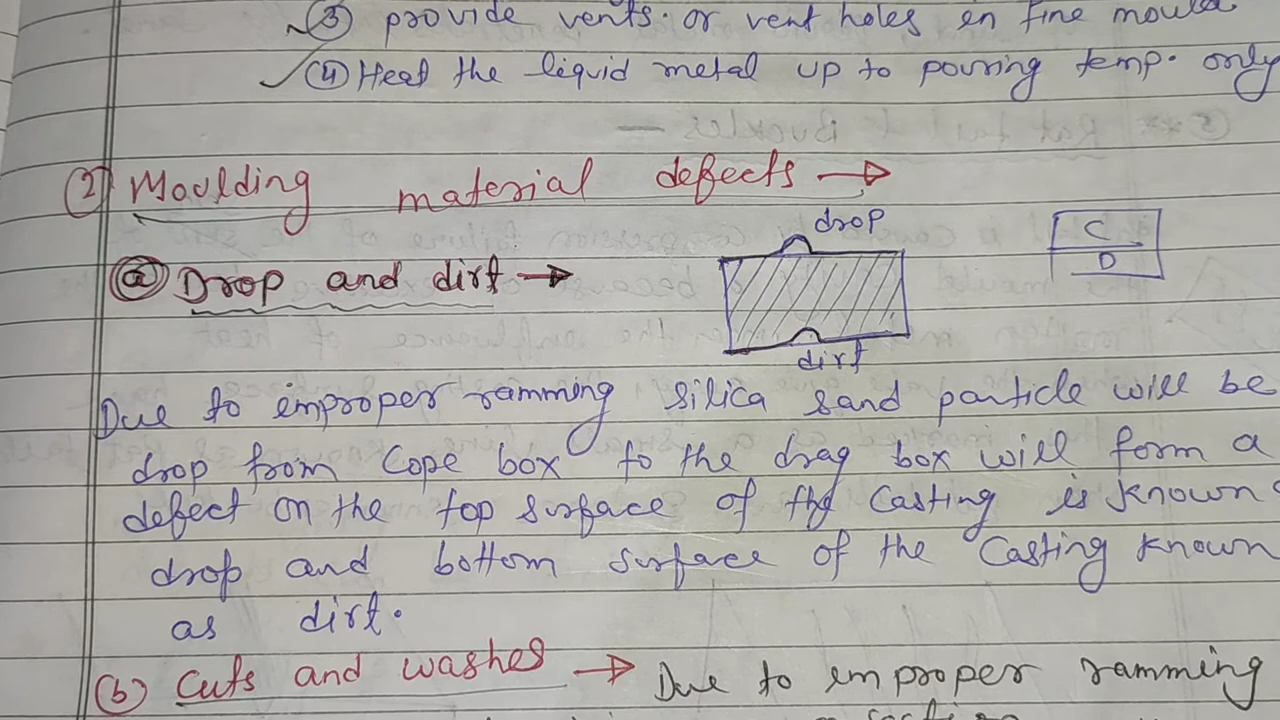 ③ provide vents or vent holes in fine mould
④ Heat the liquid metal up to pouring temp. only
② Moulding material defects →
drop
C
D
ⓐ Drop and dirt →
dirt
Due to improper ramming silica sand particle will be
drop from Cope box to the drag box will form a
defect on the top surface of the Casting is known
drop and bottom surface of the Casting known
as dirt.
(b) Cuts and washes → Due to improper ramming